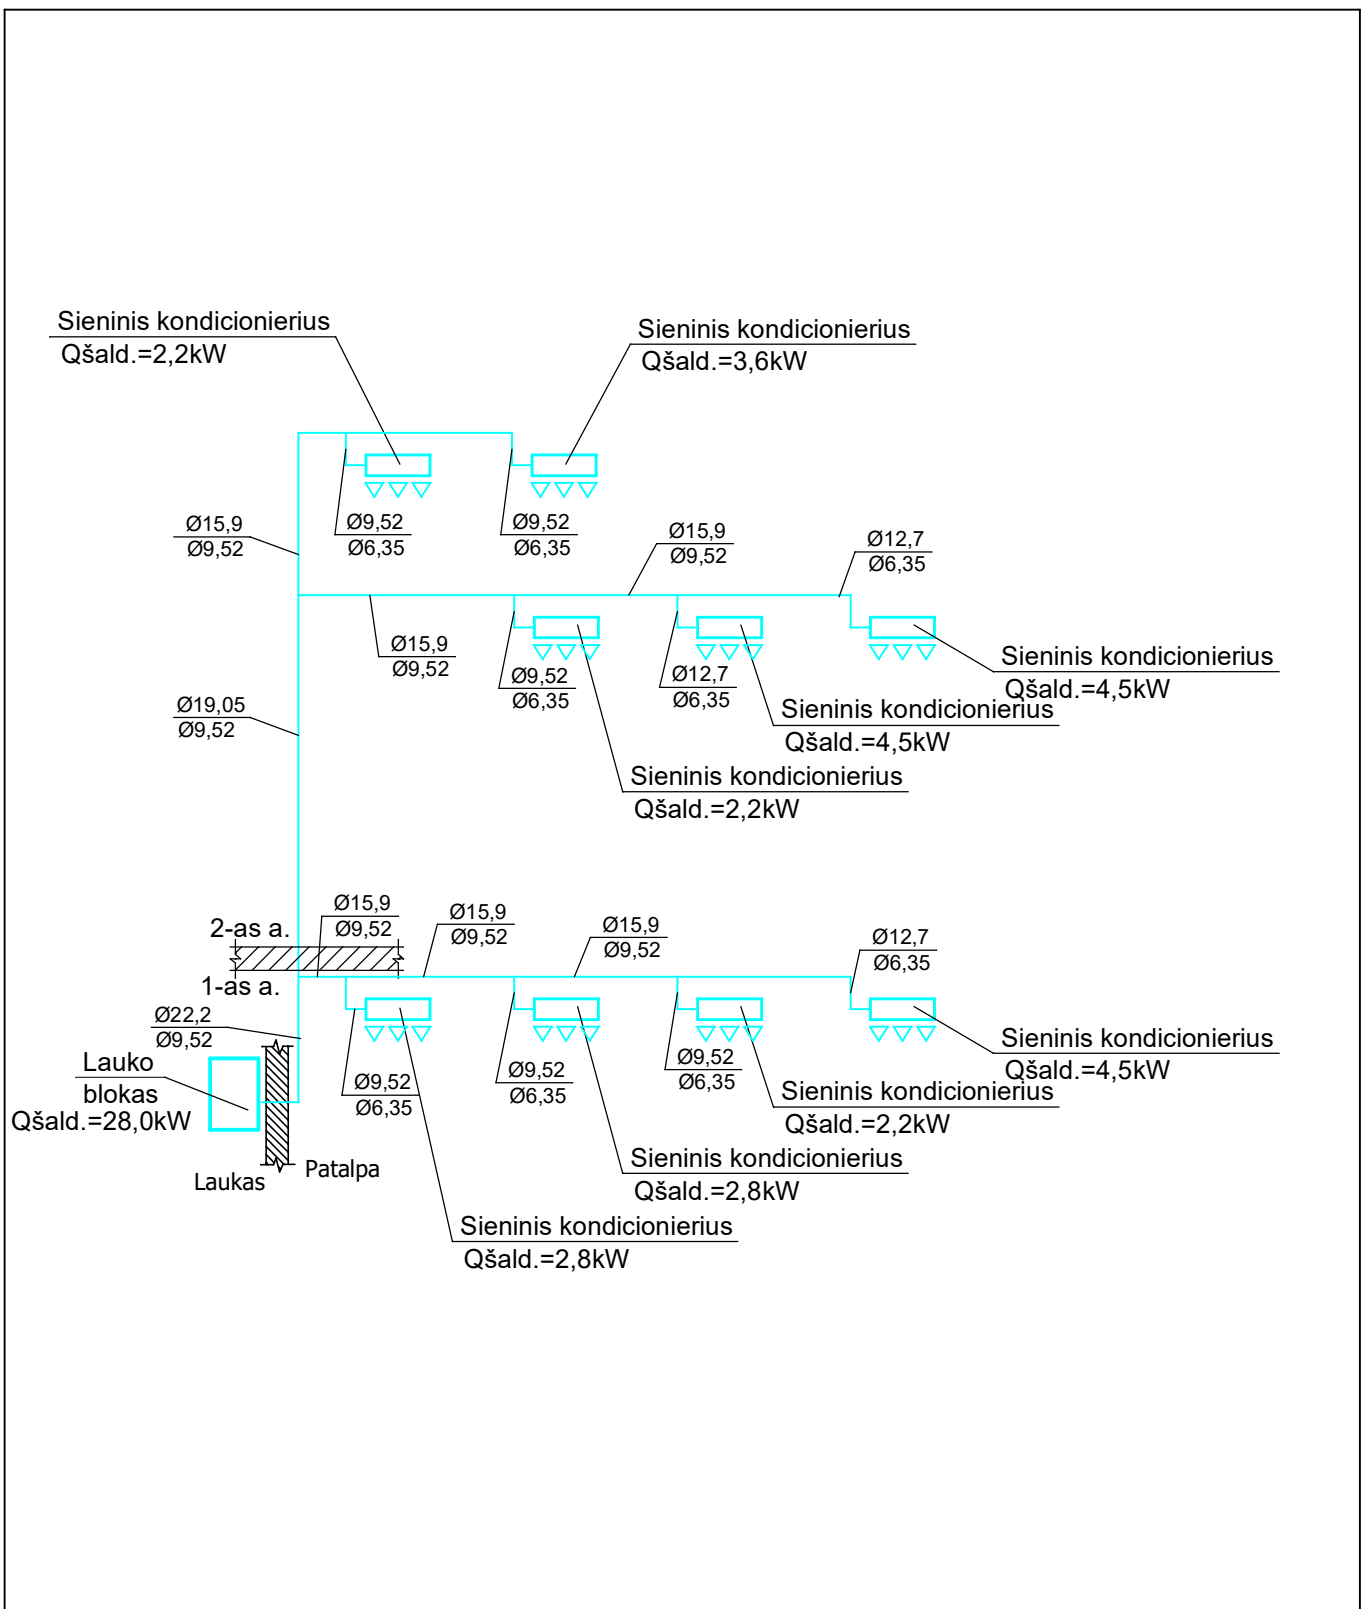 Sieninis kondicionierius
Qšald.=2,2kW
Sieninis kondicionierius
Qšald.=3,6kW
Ø15,9
Ø9,52
Ø9,52
Ø6,35
Ø9,52
Ø6,35
Ø15,9
Ø9,52
Ø12,7
Ø6,35
Ø15,9
Ø9,52
Ø9,52
Ø6,35
Ø12,7
Ø6,35
Sieninis kondicionierius
Qšald.=4,5kW
Ø19,05
Ø9,52
Sieninis kondicionierius
Qšald.=4,5kW
Sieninis kondicionierius
Qšald.=2,2kW
2-as a.
1-as a.
Ø15,9
Ø9,52
Ø15,9
Ø9,52
Ø15,9
Ø9,52
Ø12,7
Ø6,35
Ø22,2
Ø9,52
Lauko
blokas
Qšald.=28,0kW
Laukas
Patalpa
Ø9,52
Ø6,35
Ø9,52
Ø6,35
Ø9,52
Ø6,35
Sieninis kondicionierius
Qšald.=4,5kW
Sieninis kondicionierius
Qšald.=2,2kW
Sieninis kondicionierius
Qšald.=2,8kW
Sieninis kondicionierius
Qšald.=2,8kW